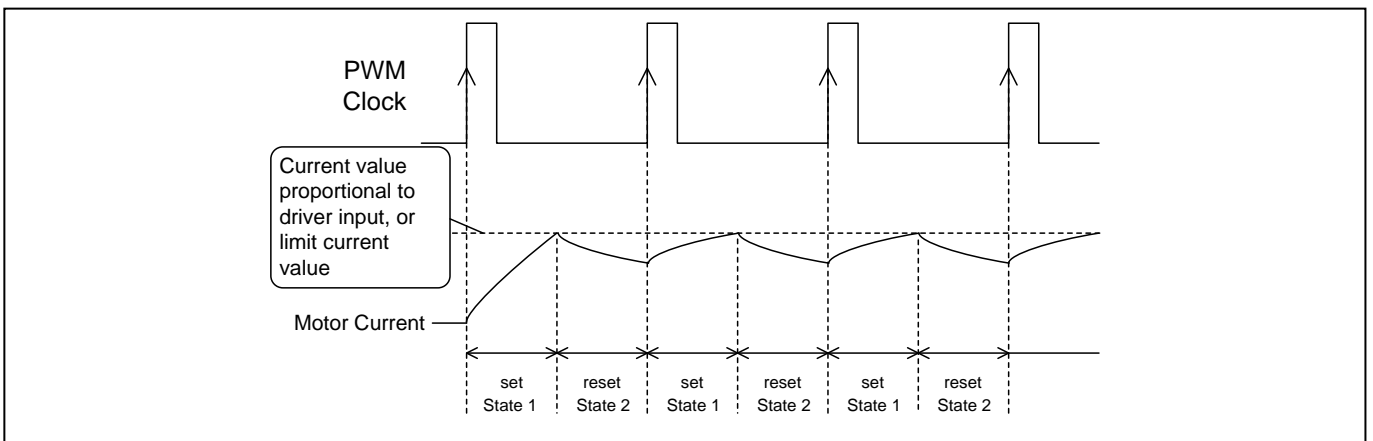 PWM
Clock
Current value
proportional to
driver input, or
limit current
value
Motor Current
set
State 1
reset
State 2
set
State 1
reset
State 2
set
State 1
reset
State 2